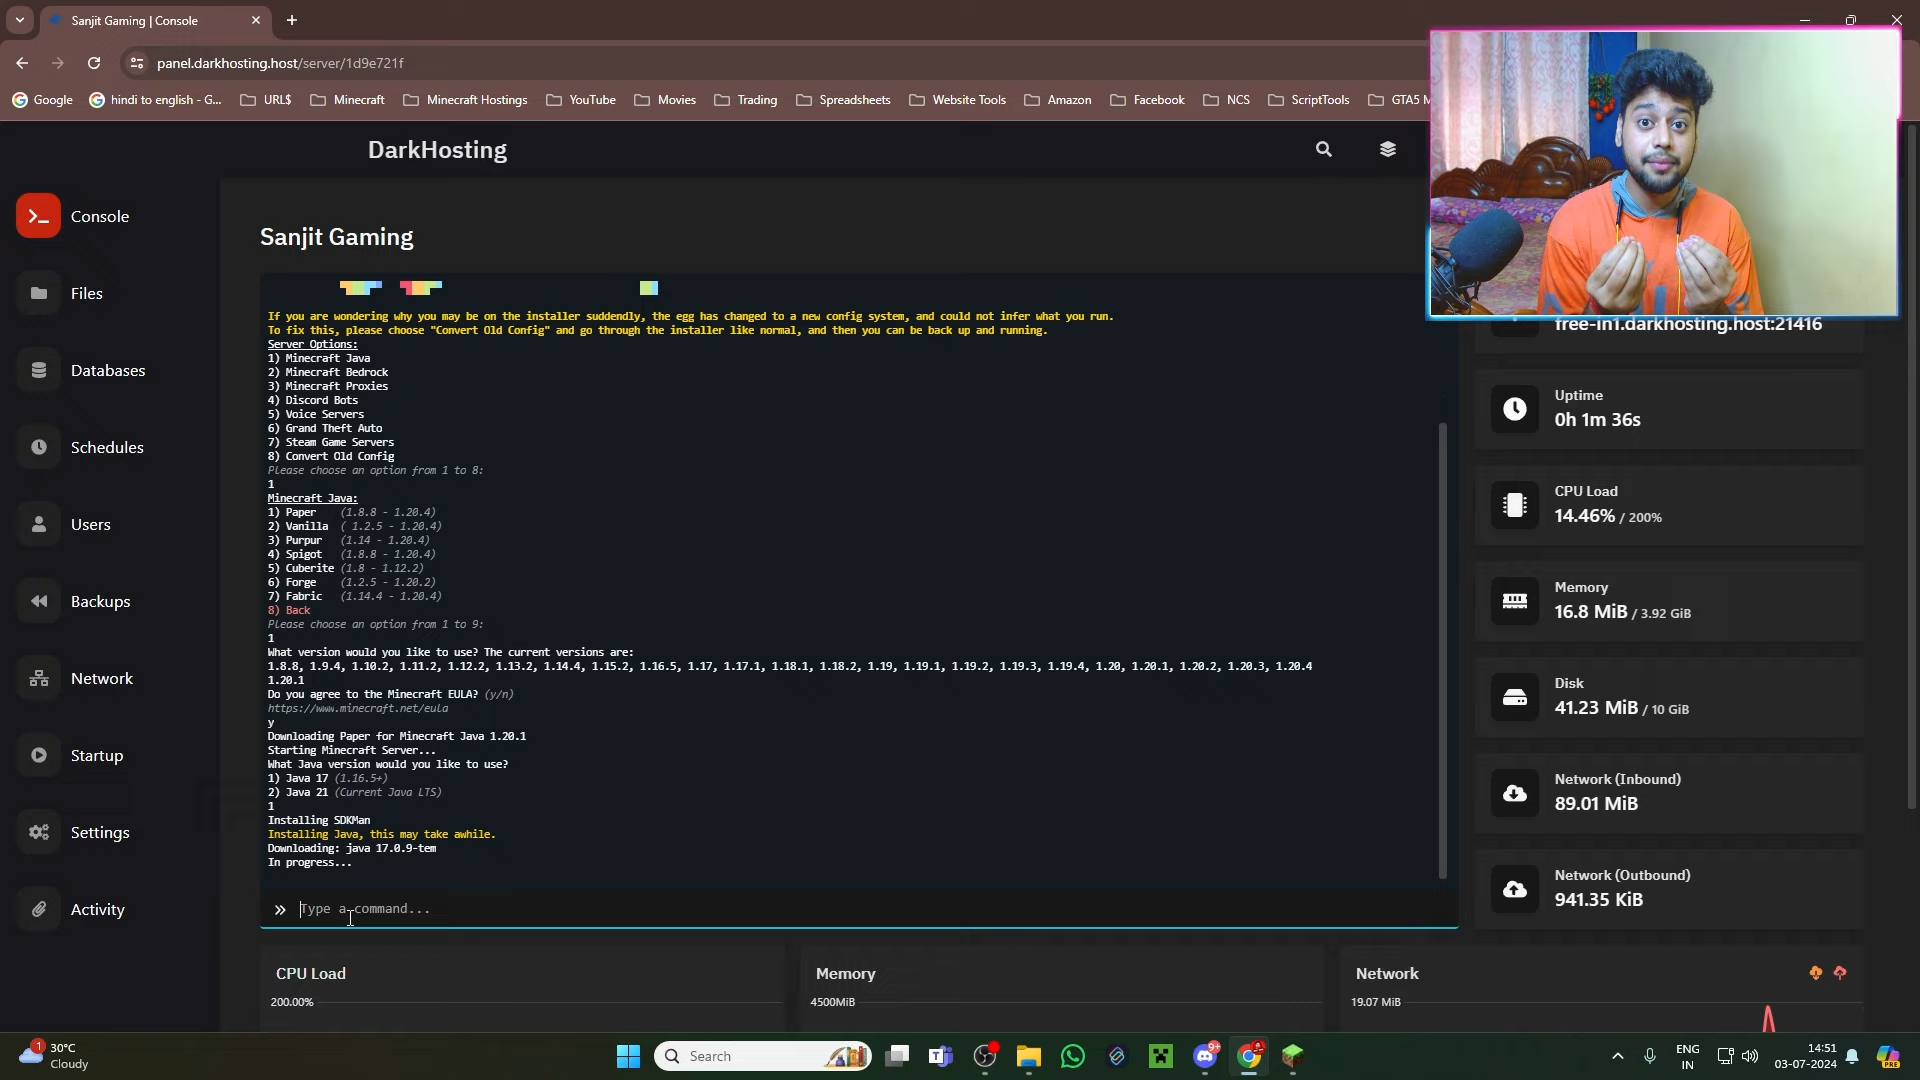 Sanjit Gaming | Console
panel.darkhosting.host/server/1d9e721f
Google
hindi to english - G...
URL$
Minecraft
Minecraft Hostings
YouTube
Movies
Trading
Spreadsheets
Website Tools
Amazon
Facebook
NCS
ScriptTools
GTA5 M
DarkHosting
Console
Files
Databases
Schedules
Users
Backups
Network
Startup
Settings
Activity
Sanjit Gaming
If you are wondering why you may be on the installer suddendly, the egg has changed to a new config system, and could not infer what you run.
To fix this, please choose "Convert Old Config" and go through the installer like normal, and then you can be back up and running.
Server Options:
1) Minecraft Java
2) Minecraft Bedrock
3) Minecraft Proxies
4) Discord Bots
5) Voice Servers
6) Grand Theft Auto
7) Steam Game Servers
8) Convert Old Config
Please choose an option from 1 to 8:
1
Minecraft Java:
1) Paper (1.8.8 - 1.20.4)
2) Vanilla ( 1.2.5 - 1.20.4)
3) Purpur (1.14 - 1.20.4)
4) Spigot (1.8.8 - 1.20.4)
5) Cuberite (1.8 - 1.12.2)
6) Forge (1.2.5 - 1.20.2)
7) Fabric (1.14.4 - 1.20.4)
8) Back
Please choose an option from 1 to 9:
1
What version would you like to use? The current versions are:
1.8.8, 1.9.4, 1.10.2, 1.11.2, 1.12.2, 1.13.2, 1.14.4, 1.15.2, 1.16.5, 1.17, 1.17.1, 1.18.1, 1.18.2, 1.19, 1.19.1, 1.19.2, 1.19.3, 1.19.4, 1.20, 1.20.1, 1.20.2, 1.20.3, 1.20.4
1.20.1
Do you agree to the Minecraft EULA? (y/n)
https://www.minecraft.net/eula
y
Downloading Paper for Minecraft Java 1.20.1
Starting Minecraft Server...
What Java version would you like to use?
1) Java 17 (1.16.5+)
2) Java 21 (Current Java LTS)
1
Installing SDKMan
Installing Java, this may take awhile.
Downloading: java 17.0.9-tem
In progress...
Type a command...
free-in1.darkhosting.host:21416
Uptime
0h 1m 36s
CPU Load
14.46% / 200%
Memory
16.8 MiB / 3.92 GiB
Disk
41.23 MiB / 10 GiB
Network (Inbound)
89.01 MiB
Network (Outbound)
941.35 KiB
CPU Load
200.00%
Memory
4500MiB
Network
19.07 MiB
1
30°C
Cloudy
Search
9+
ENG
IN
14:51
03-07-2024
PRE